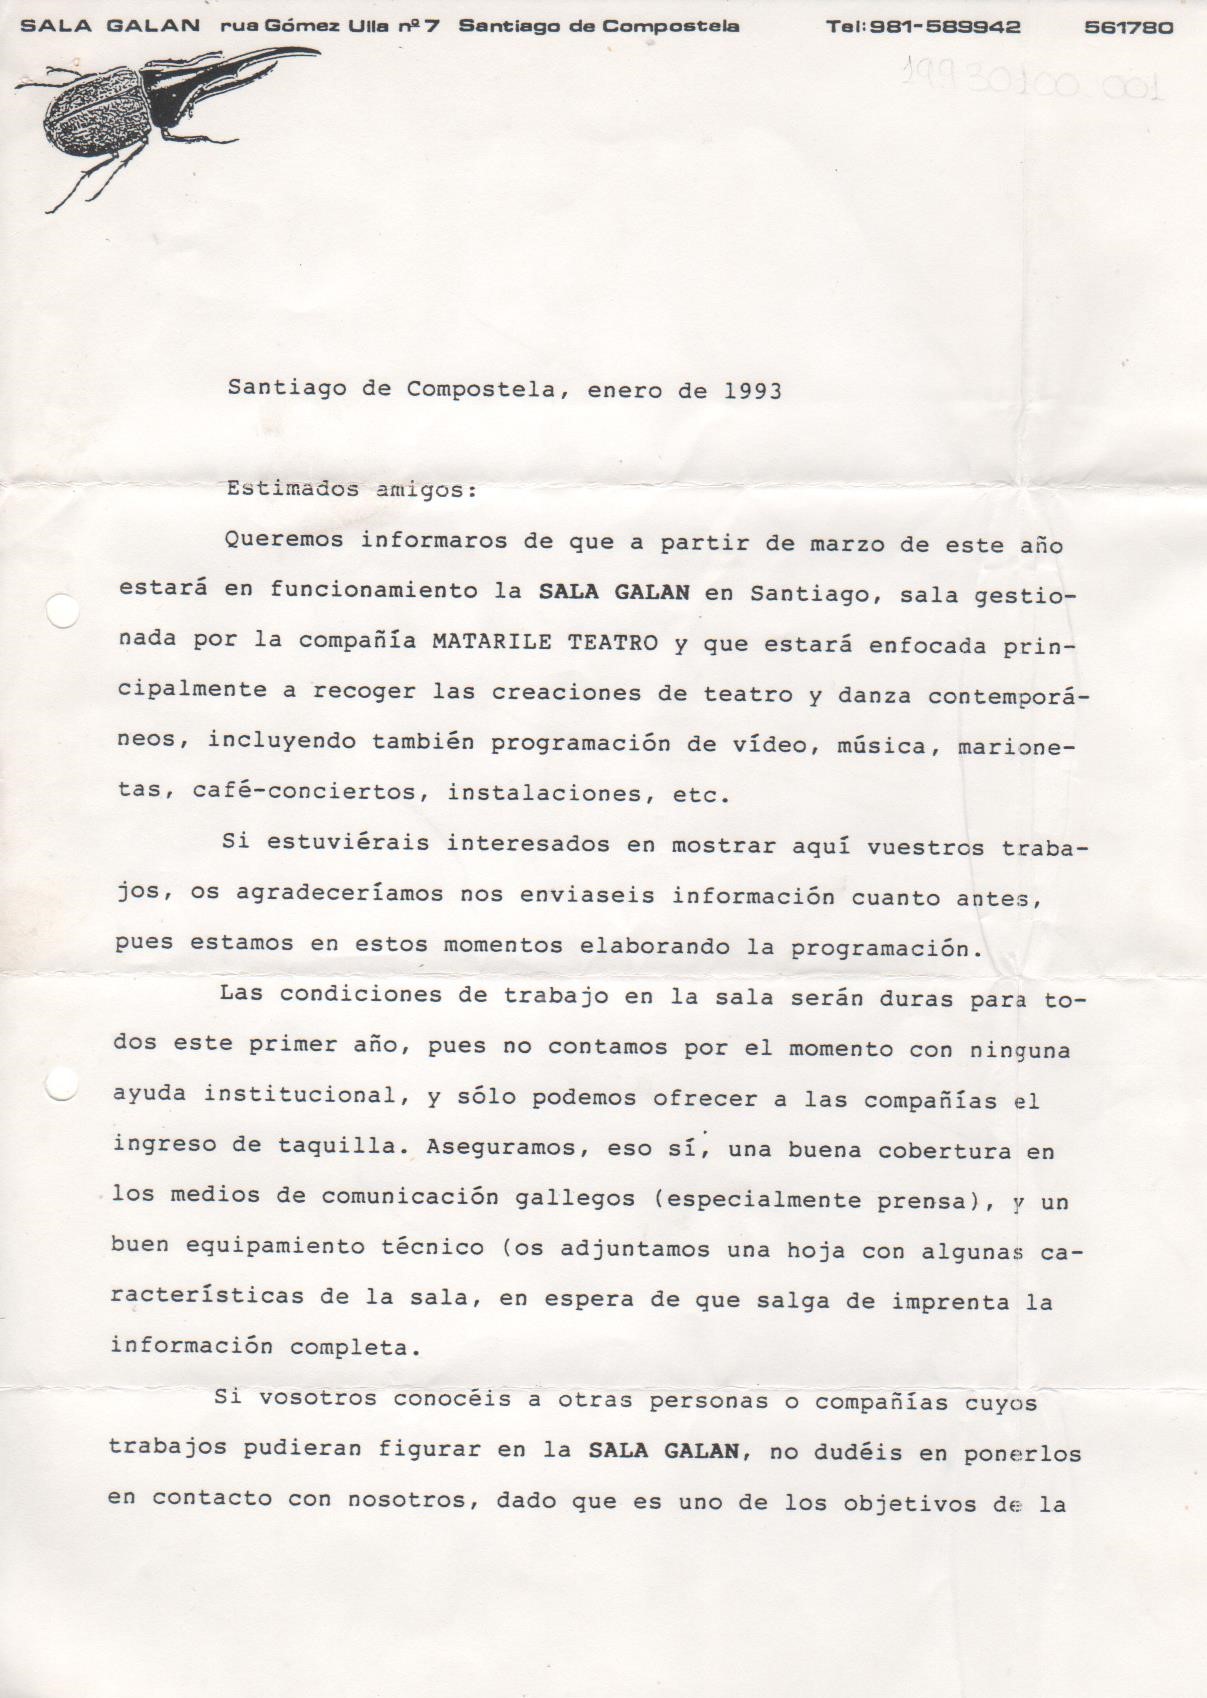 SALA GALAN rua Gómez Ulla nº 7 Santiago de Compostela Tel: 981-589942 561780
19930100_001
Santiago de Compostela, enero de 1993
Estimados amigos:
Queremos informaros de que a partir de marzo de este año
estará en funcionamiento la SALA GALAN en Santiago, sala gestio-
nada por la compañía MATARILE TEATRO y que estará enfocada prin-
cipalmente a recoger las creaciones de teatro y danza contemporá-
neos, incluyendo también programación de vídeo, música, marione-
tas, café-conciertos, instalaciones, etc.
Si estuviérais interesados en mostrar aquí vuestros traba-
jos, os agradeceríamos nos enviaseis información cuanto antes,
pues estamos en estos momentos elaborando la programación.
Las condiciones de trabajo en la sala serán duras para to-
dos este primer año, pues no contamos por el momento con ninguna
ayuda institucional, y sólo podemos ofrecer a las compañías el
ingreso de taquilla. Aseguramos, eso sí, una buena cobertura en
los medios de comunicación gallegos (especialmente prensa), y un
buen equipamiento técnico (os adjuntamos una hoja con algunas ca-
racterísticas de la sala, en espera de que salga de imprenta la
información completa.
Si vosotros conocéis a otras personas o compañías cuyos
trabajos pudieran figurar en la SALA GALAN, no dudéis en ponerlos
en contacto con nosotros, dado que es uno de los objetivos de la